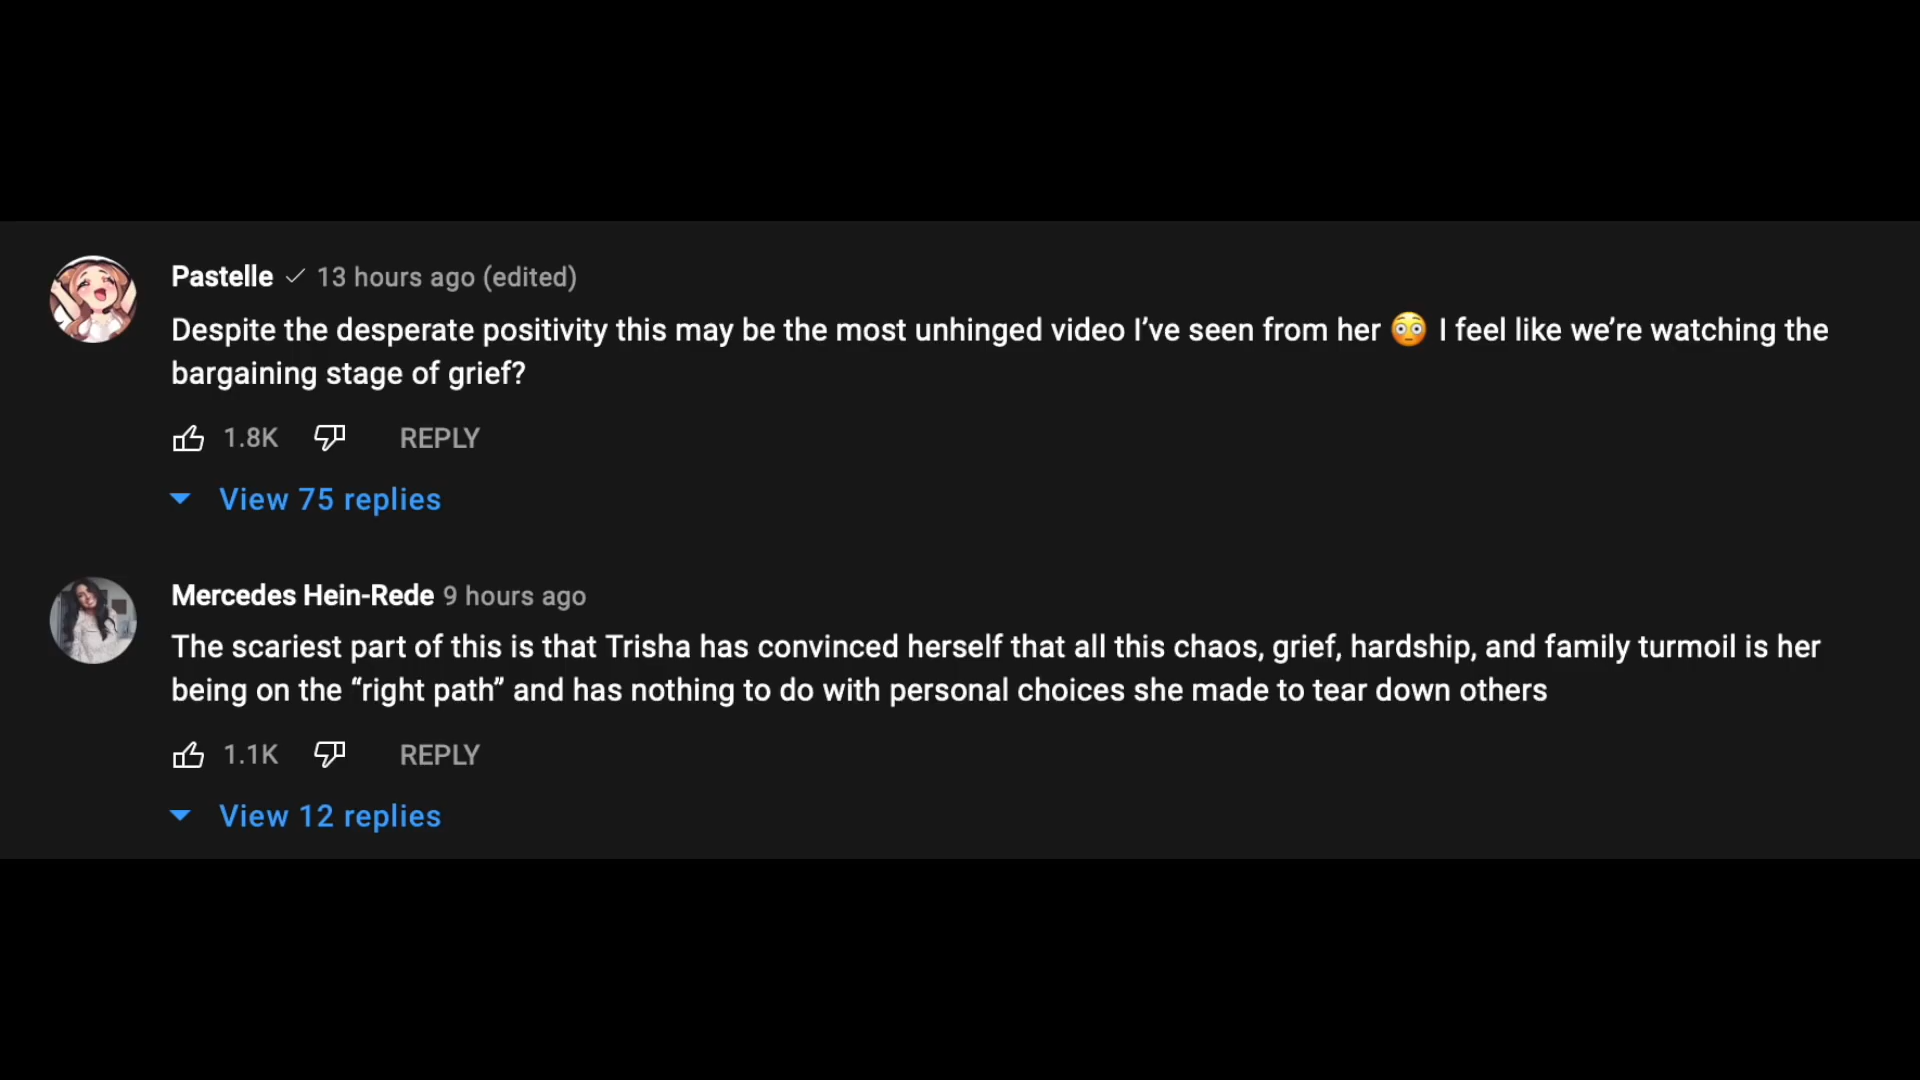 Pastelle ✓ 13 hours ago (edited)
Despite the desperate positivity this may be the most unhinged video I’ve seen from her 😳 I feel like we’re watching the
bargaining stage of grief?
1.8K REPLY
View 75 replies
Mercedes Hein-Rede 9 hours ago
The scariest part of this is that Trisha has convinced herself that all this chaos, grief, hardship, and family turmoil is her
being on the “right path” and has nothing to do with personal choices she made to tear down others
1.1K REPLY
View 12 replies